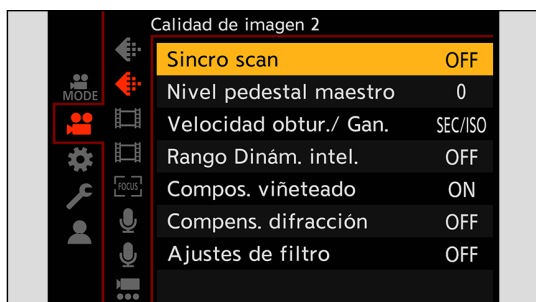 Calidad de imagen 2
MODE
FOCUS
Sincro scan OFF
Nivel pedestal maestro 0
Velocidad obtur./ Gan. SEC/ISO
Rango Dinám. intel. OFF
Compos. viñeteado ON
Compens. difracción OFF
Ajustes de filtro OFF